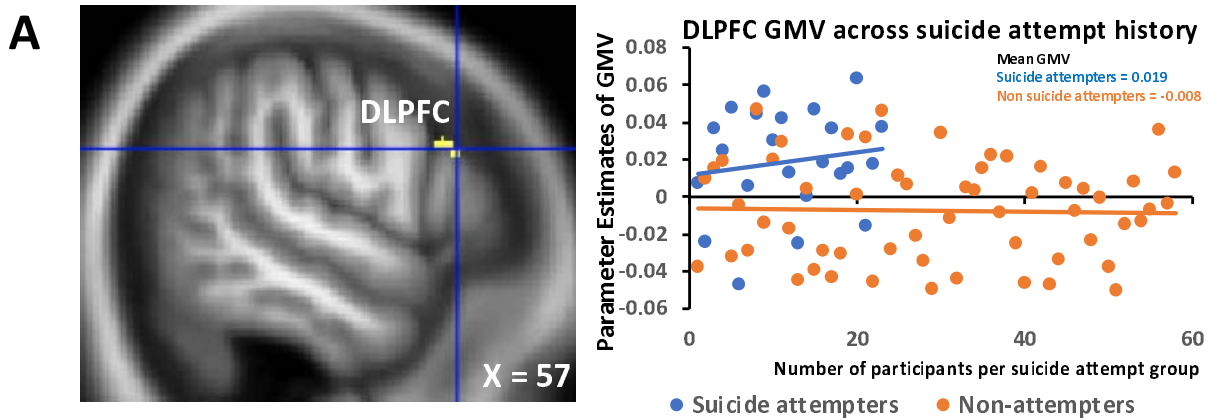 A
DLPFC
X = 57
DLPFC GMV across suicide attempt history
Mean GMV
Suicide attempters = 0.019
Non suicide attempters = -0.008
Parameter Estimates of GMV
0.08
0.06
0.04
0.02
0
-0.02
-0.04
-0.06
0
20
40
60
Number of participants per suicide attempt group
Suicide attempters
Non-attempters